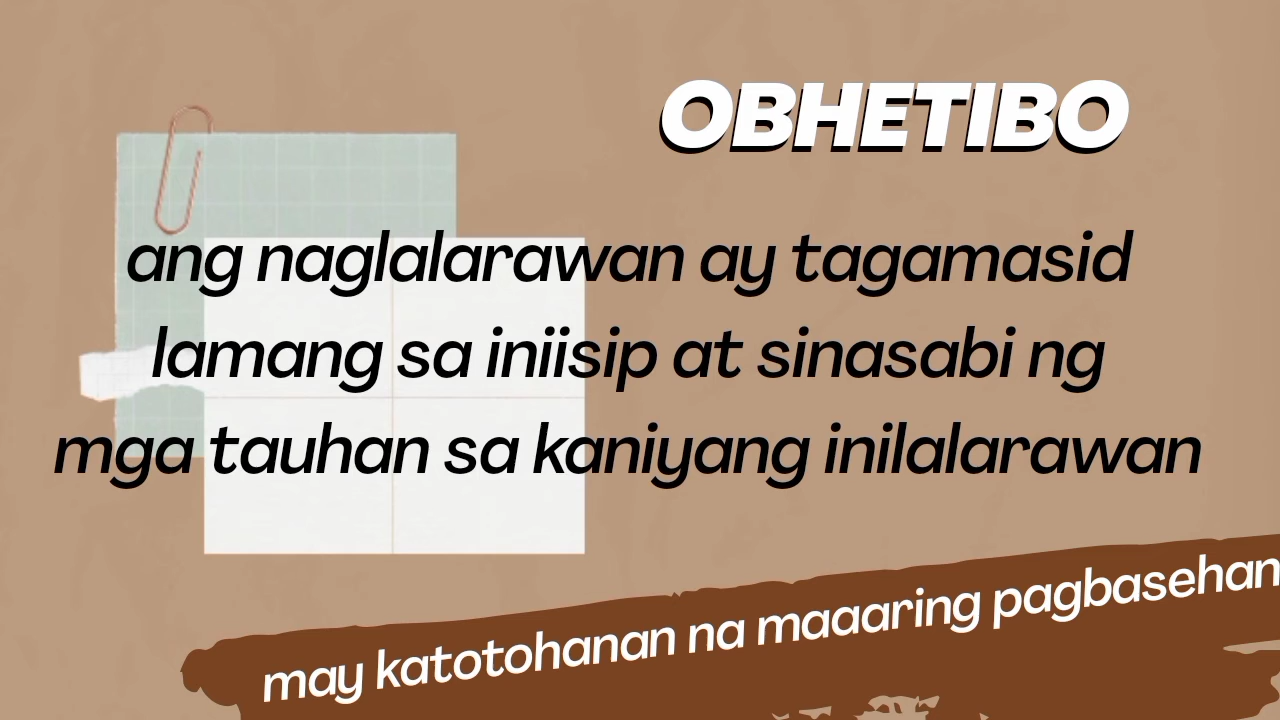 OBHETIBO
ang naglalarawan ay tagamasid
lamang sa iniisip at sinasabi ng
mga tauhan sa kaniyang inilalarawan
may katotohanan na maaaring pagbasehan